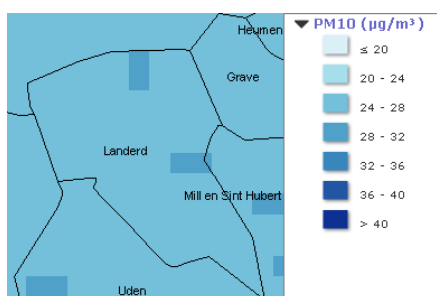 Heumen
Grave
Landerd
Mill en Sint Hubert
Uden
PM10 (µg/m³)
≤ 20
20 - 24
24 - 28
28 - 32
32 - 36
36 - 40
> 40